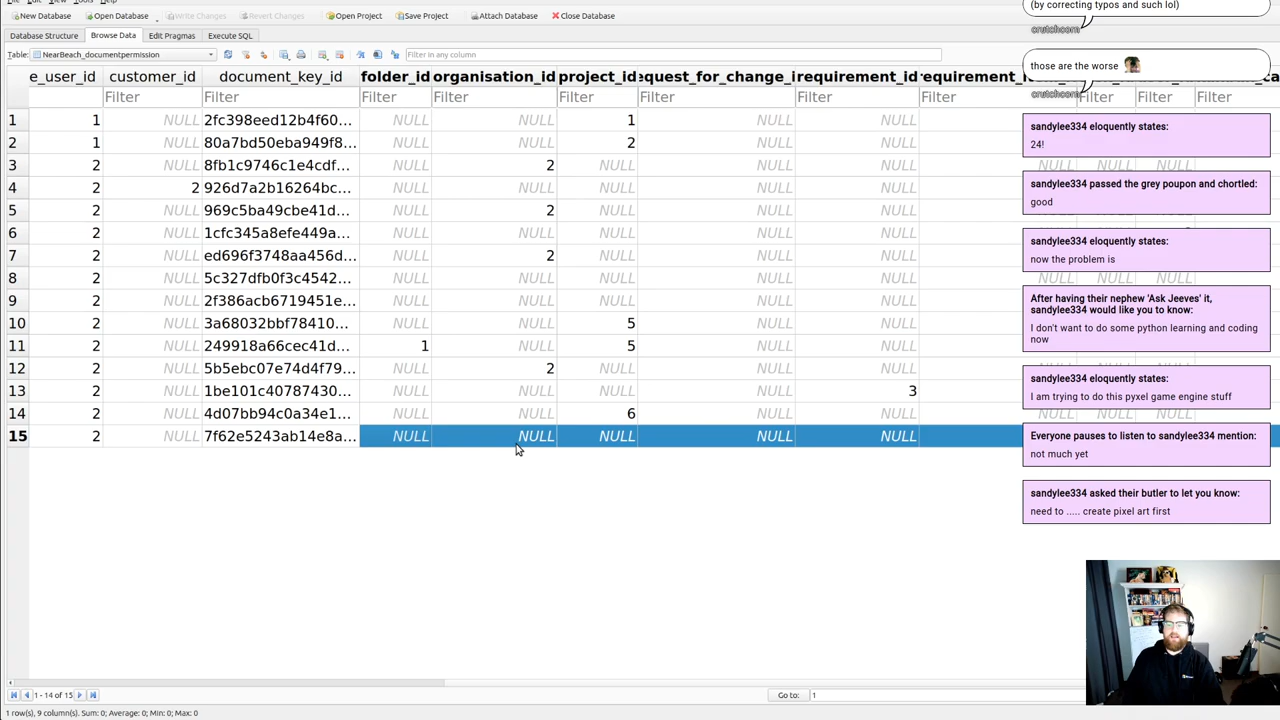 New Database Open Database Write Changes Revert Changes Open Project Save Project Attach Database Close Database
Database Structure Browse Data Edit Pragmas Execute SQL
Table: NearBeach_documentpermission Filter in any column
e_user_id customer_id document_key_id folder_id organisation_id project_id equest_for_change_i requirement_id requirement_
Filter Filter Filter Filter Filter Filter Filter Filter Filter Filter Filter
1 1 NULL 2fc398eed12b4f60... NULL NULL 1 NULL NULL
2 1 NULL 80a7bd50eba949f8... NULL NULL 2 NULL NULL
3 2 NULL 8fb1c9746c1e4cdf... NULL 2 NULL NULL NULL
4 2 2 926d7a2b16264bc... NULL NULL NULL NULL NULL
5 2 NULL 969c5ba49cbe41d... NULL 2 NULL NULL NULL
6 2 NULL 1cfc345a8efe449a... NULL NULL NULL NULL NULL
7 2 NULL ed696f3748aa456d... NULL 2 NULL NULL NULL
8 2 NULL 5c327dfb0f3c4542... NULL NULL NULL NULL NULL
9 2 NULL 2f386acb6719451e... NULL NULL NULL NULL NULL
10 2 NULL 3a68032bbf78410... NULL NULL 5 NULL NULL
11 2 NULL 249918a66cec41d... 1 NULL 5 NULL NULL
12 2 NULL 5b5ebc07e74d4f79... NULL 2 NULL NULL NULL
13 2 NULL 1be101c40787430... NULL NULL NULL NULL 3
14 2 NULL 4d07bb94c0a34e1... NULL NULL 6 NULL NULL
15 2 NULL 7f62e5243ab14e8a... NULL NULL NULL NULL NULL
1 - 14 of 15 Go to: 1
1 row(s), 9 column(s). Sum: 0; Average: 0; Min: 0; Max: 0
(by correcting typos and such lol)
crutchcorn
those are the worse
crutchcorn
sandylee334 eloquently states:
24!
sandylee334 passed the grey poupon and chortled:
good
sandylee334 eloquently states:
now the problem is
After having their nephew 'Ask Jeeves' it,
sandylee334 would like you to know:
I don't want to do some python learning and coding
now
sandylee334 eloquently states:
I am trying to do this pyxel game engine stuff
Everyone pauses to listen to sandylee334 mention:
not much yet
sandylee334 asked their butler to let you know:
need to ..... create pixel art first